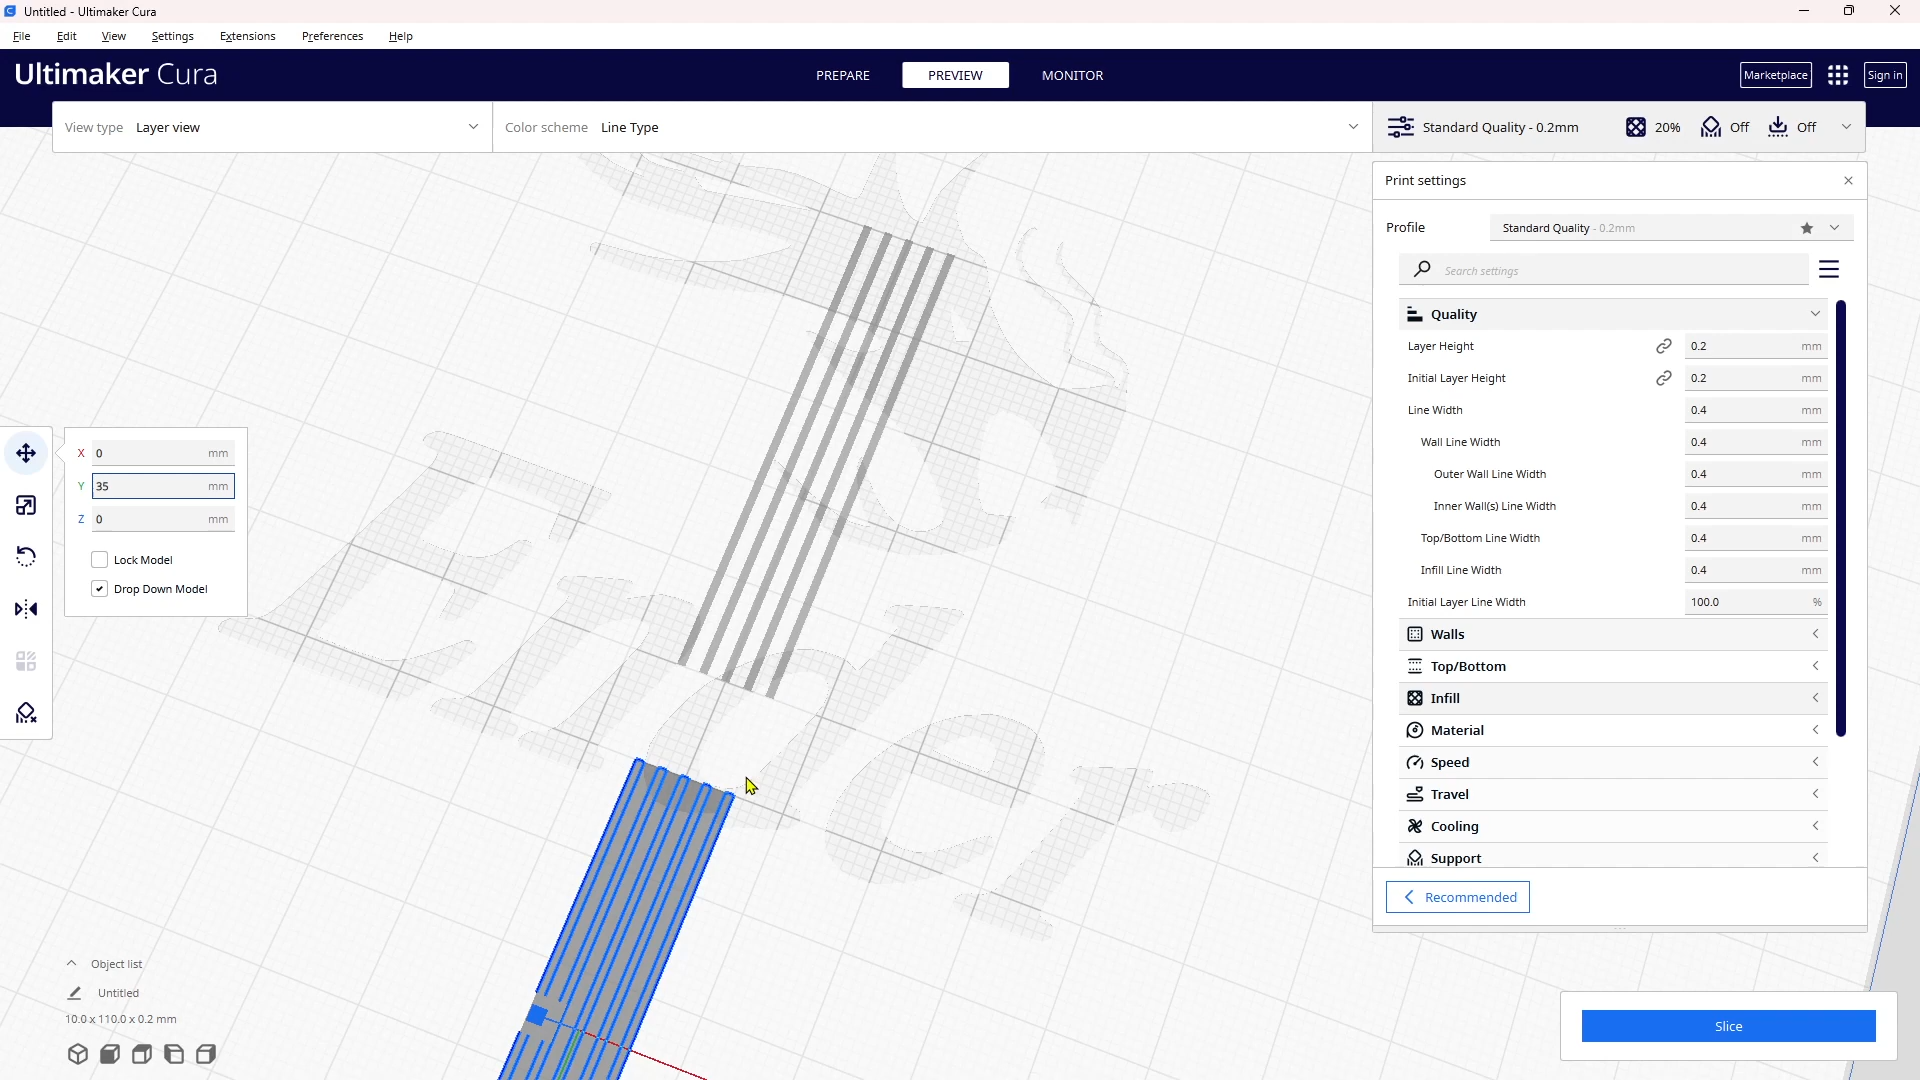 Untitled - Ultimaker Cura
File Edit View Settings Extensions Preferences Help
Ultimaker Cura
PREPARE PREVIEW MONITOR
Marketplace Sign in
View type Layer view
Color scheme Line Type
Standard Quality - 0.2mm 20% Off Off
Print settings
Profile Standard Quality - 0.2mm
Search settings
Quality
Layer Height 0.2 mm
Initial Layer Height 0.2 mm
Line Width 0.4 mm
Wall Line Width 0.4 mm
Outer Wall Line Width 0.4 mm
Inner Wall(s) Line Width 0.4 mm
Top/Bottom Line Width 0.4 mm
Infill Line Width 0.4 mm
Initial Layer Line Width 100.0 %
Walls
Top/Bottom
Infill
Material
Speed
Travel
Cooling
Support
Recommended
X 0 mm
Y 35 mm
Z 0 mm
Lock Model
Drop Down Model
Ender
Object list
Untitled
10.0 x 110.0 x 0.2 mm
Slice